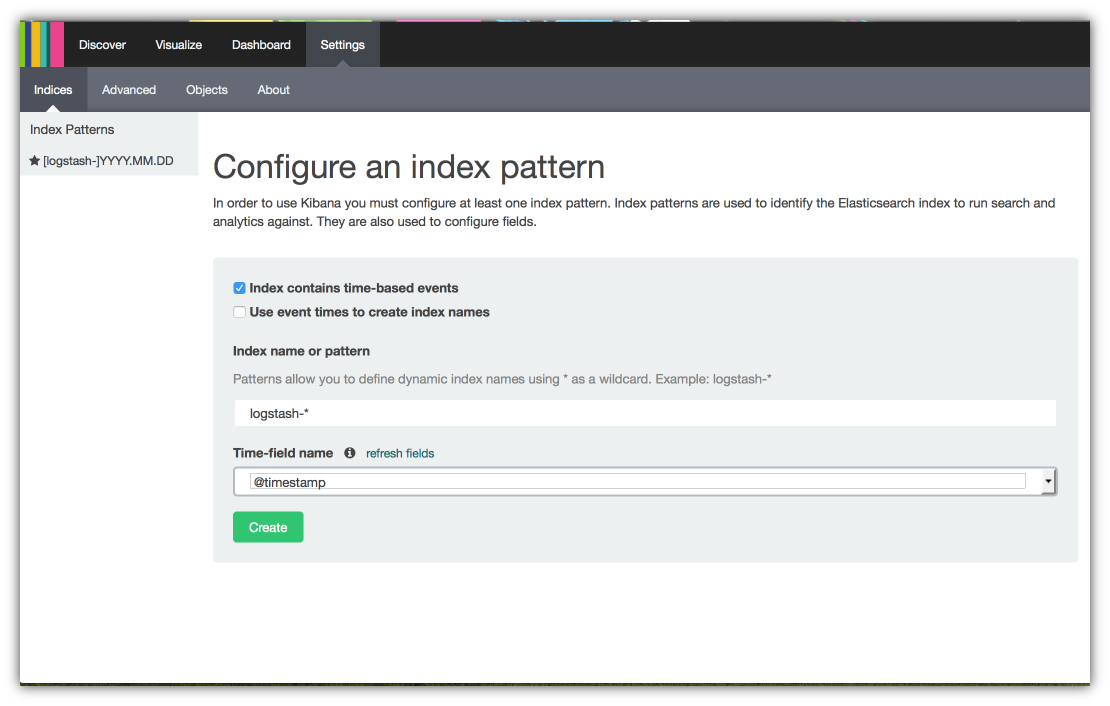 Discover Visualize Dashboard Settings
Indices Advanced Objects About
Index Patterns
[logstash-]YYYY.MM.DD
Configure an index pattern
In order to use Kibana you must configure at least one index pattern. Index patterns are used to identify the Elasticsearch index to run search and
analytics against. They are also used to configure fields.
Index contains time-based events
Use event times to create index names
Index name or pattern
Patterns allow you to define dynamic index names using * as a wildcard. Example: logstash-*
logstash-*
Time-field name refresh fields
@timestamp
Create